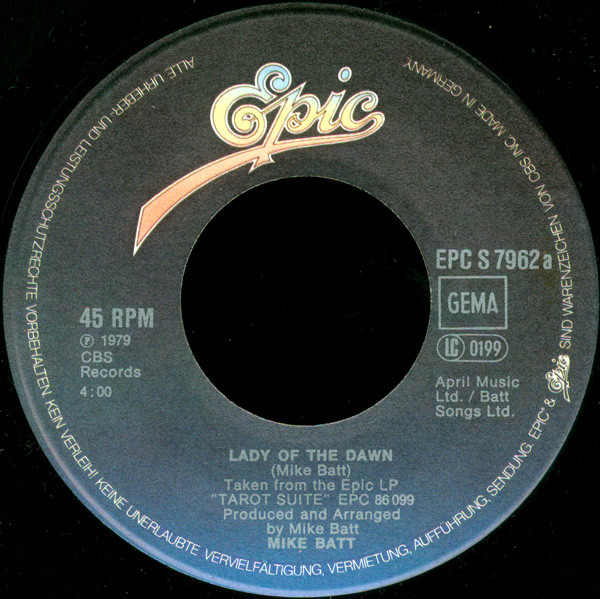 Epic
EPC S 7962 a
GEMA
LC 0199
April Music
Ltd. / Batt
Songs Ltd.
45 RPM
℗ 1979
CBS
Records
4:00
LADY OF THE DAWN
(Mike Batt)
Taken from the Epic LP
"TAROT SUITE" EPC 86 099
Produced and Arranged
by Mike Batt
MIKE BATT
ALLE URHEBER- UND LEISTUNGSSCHUTZRECHTE VORBEHALTEN. KEIN VERLEIH! KEINE UNERLAUBTE VERVIELFÄLTIGUNG, VERMIETUNG, AUFFÜHRUNG, SENDUNG. EPIC® & Epic SIND WARENZEICHEN VON CBS INC. MADE IN GERMANY